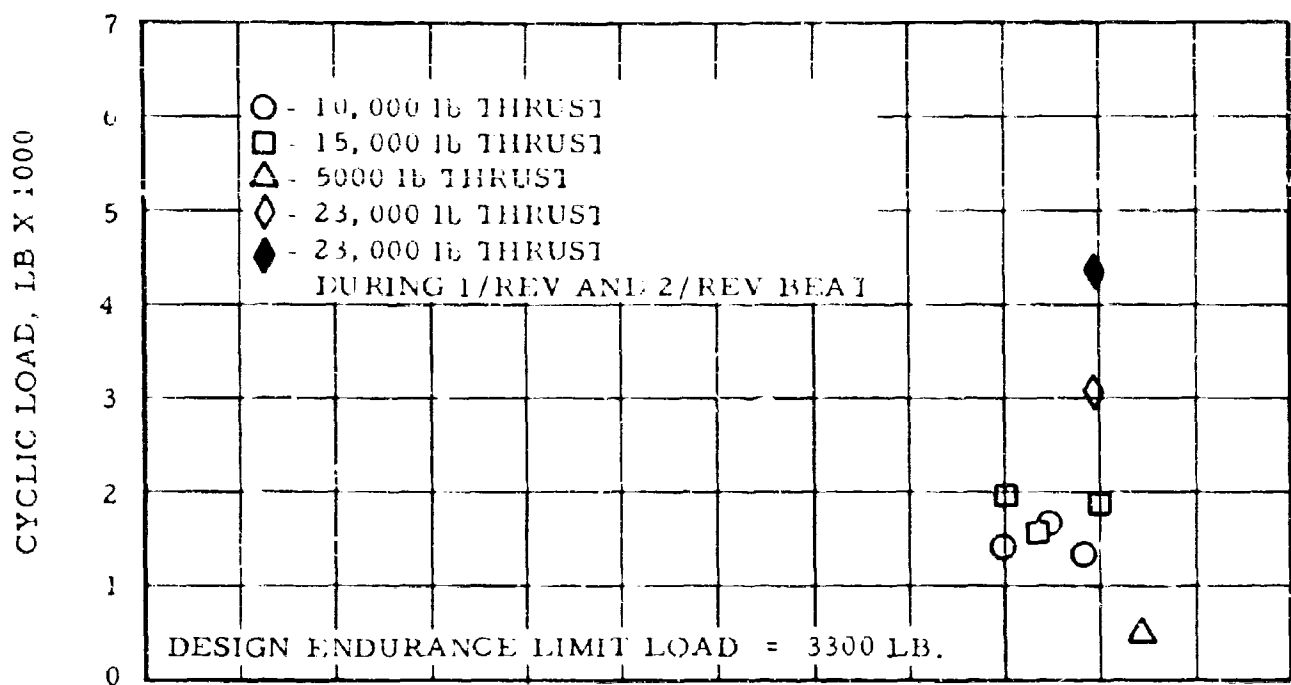 CYCLIC LOAD, LB X 1000
7
6
5
4
3
2
1
0
- 10,000 lb THRUST
- 15,000 lb THRUST
- 5000 lb THRUST
- 23,000 lb THRUST
- 23,000 lb THRUST
DURING 1/REV AND 2/REV BEAT
DESIGN ENDURANCE LIMIT LOAD = 3300 LB.